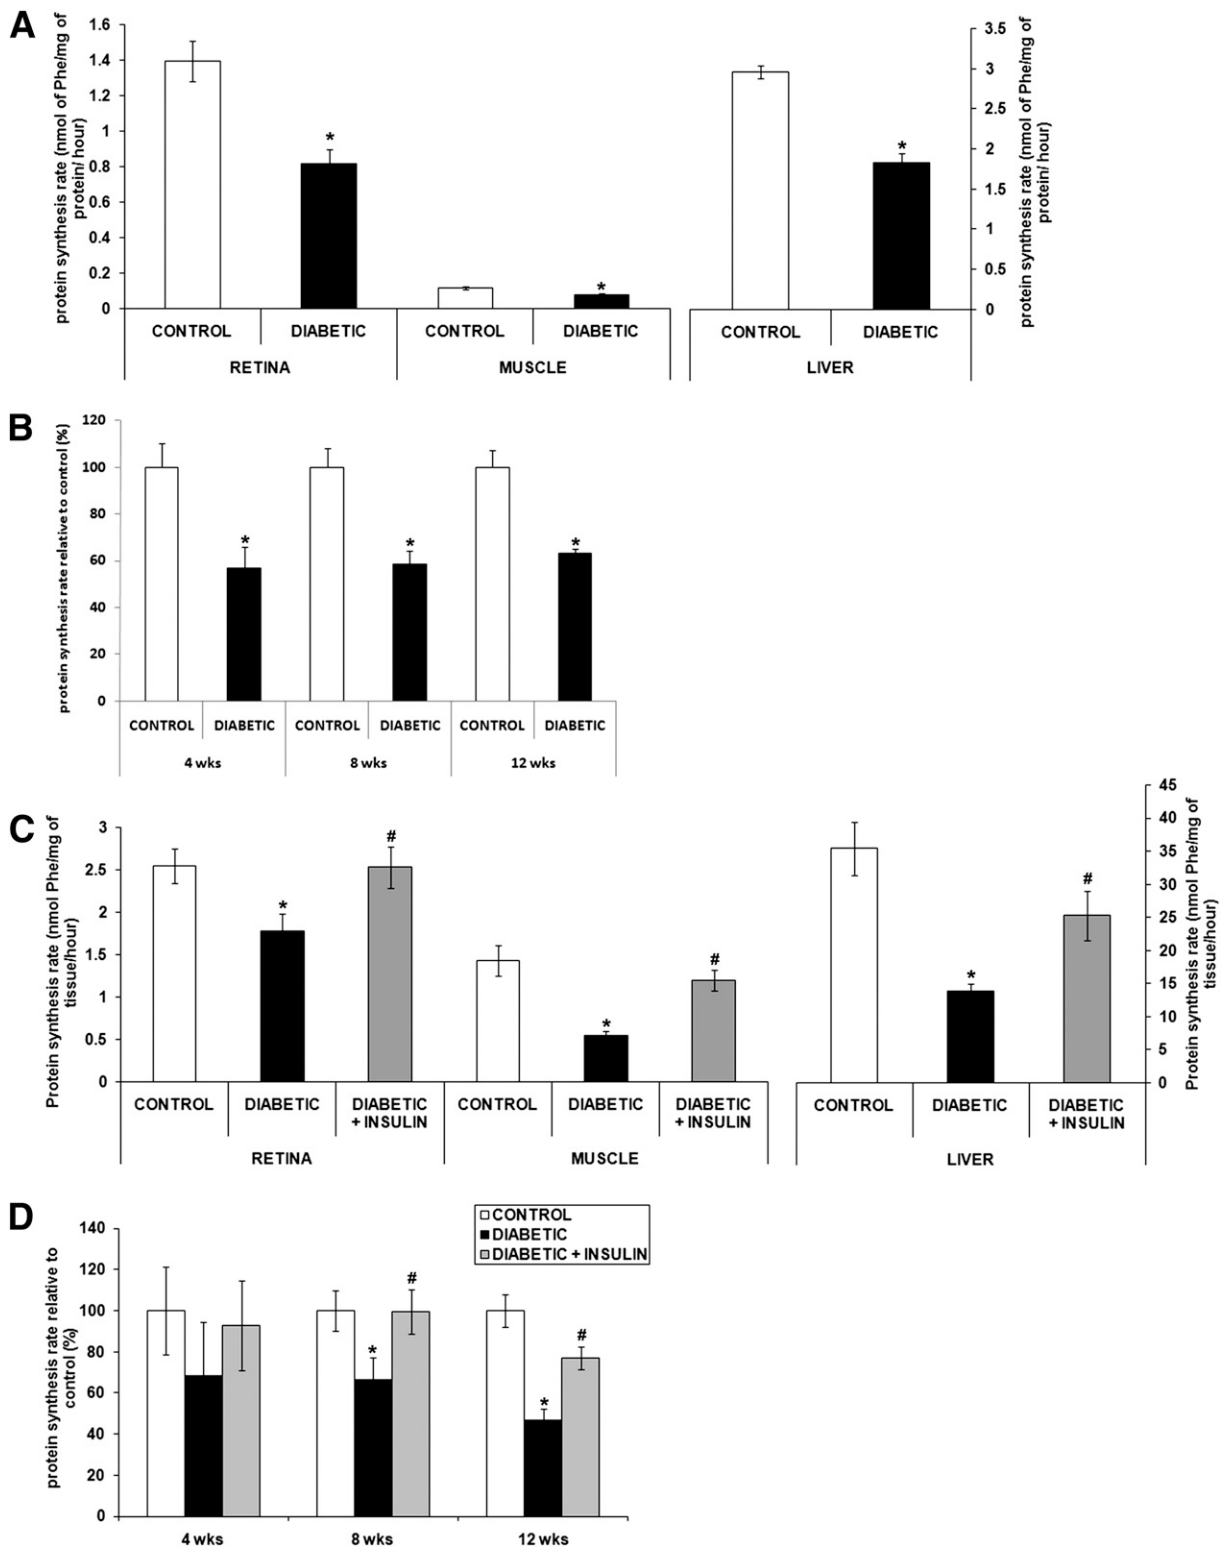 A
protein synthesis rate (nmol of Phe/mg of
protein/ hour)
1.6
1.4
1.2
1
0.8
0.6
0.4
0.2
0
*
*
CONTROL
DIABETIC
CONTROL
DIABETIC
RETINA
MUSCLE
*
CONTROL
DIABETIC
LIVER
3.5
3
2.5
2
1.5
1
0.5
0
protein synthesis rate (nmol of Phe/mg of
protein/ hour)
B
protein synthesis rate relative to control (%)
120
100
80
60
40
20
0
*
*
*
CONTROL
DIABETIC
CONTROL
DIABETIC
CONTROL
DIABETIC
4 wks
8 wks
12 wks
C
Protein synthesis rate (nmol Phe/mg of
tissue/hour)
3
2.5
2
1.5
1
0.5
0
*
#
*
#
CONTROL
DIABETIC
DIABETIC
+ INSULIN
CONTROL
DIABETIC
DIABETIC
+ INSULIN
RETINA
MUSCLE
*
#
CONTROL
DIABETIC
DIABETIC
+ INSULIN
LIVER
45
40
35
30
25
20
15
10
5
0
Protein synthesis rate (nmol Phe/mg of
tissue/hour)
D
protein synthesis rate relative to
control (%)
140
120
100
80
60
40
20
0
CONTROL
DIABETIC
DIABETIC + INSULIN
*
#
*
#
4 wks
8 wks
12 wks